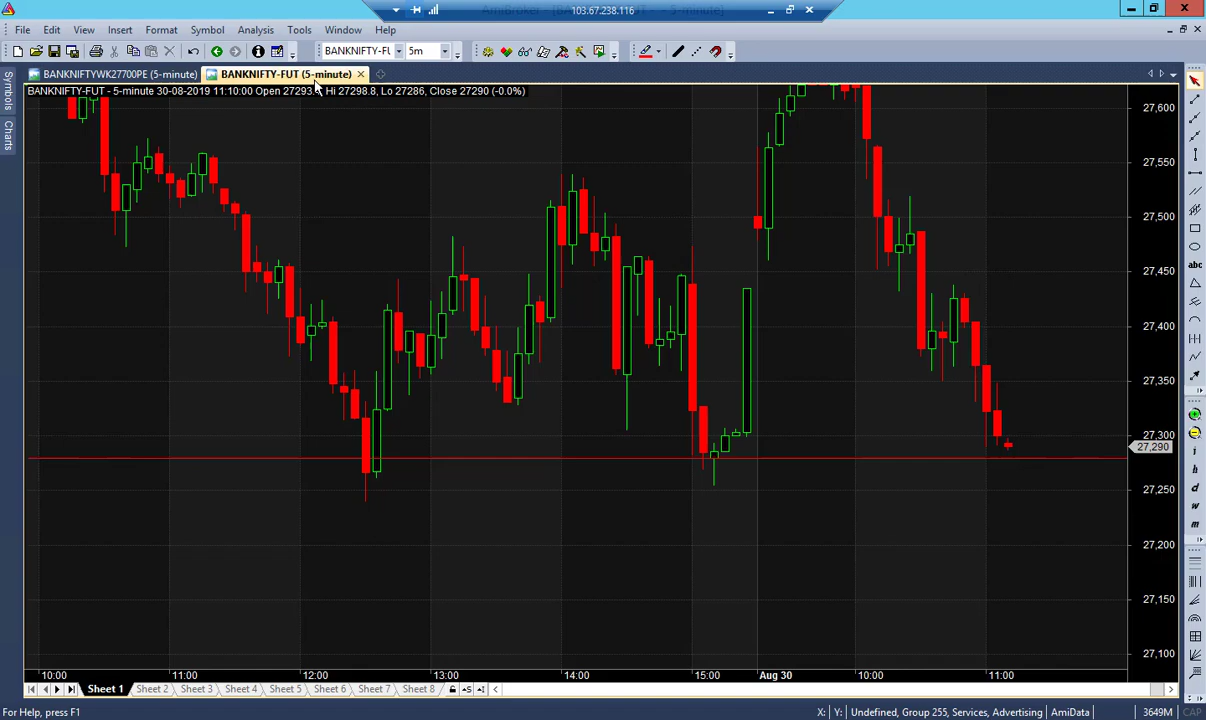 103.67.238.116
File Edit View Insert Format Symbol Analysis Tools Window Help
BANKNIFTY-FU 5m
BANKNIFTYWK27700PE (5-minute) BANKNIFTY-FUT (5-minute)
BANKNIFTY-FUT - 5-minute 30-08-2019 11:10:00 Open 27293. Hi 27298.8, Lo 27286, Close 27290 (-0.0%)
Symbols
Charts
27,600
27,550
27,500
27,450
27,400
27,350
27,300
27,290
27,250
27,200
27,150
27,100
abc
i
h
d
w
m
10:00 11:00 12:00 13:00 14:00 15:00 Aug 30 10:00 11:00
Sheet 1 Sheet 2 Sheet 3 Sheet 4 Sheet 5 Sheet 6 Sheet 7 Sheet 8
For Help, press F1 X: Y: Undefined, Group 255, Services, Advertising AmiData 3649M CAP